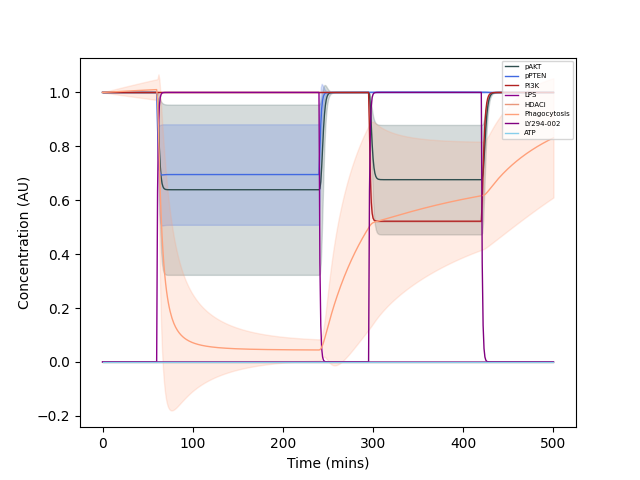 pAKT
pPTEN
PI3K
LPS
HDACi
Phagocytosis
LY294-002
ATP
1.0
0.8
0.6
0.4
0.2
0.0
−0.2
Concentration (AU)
0 100 200 300 400 500
Time (mins)